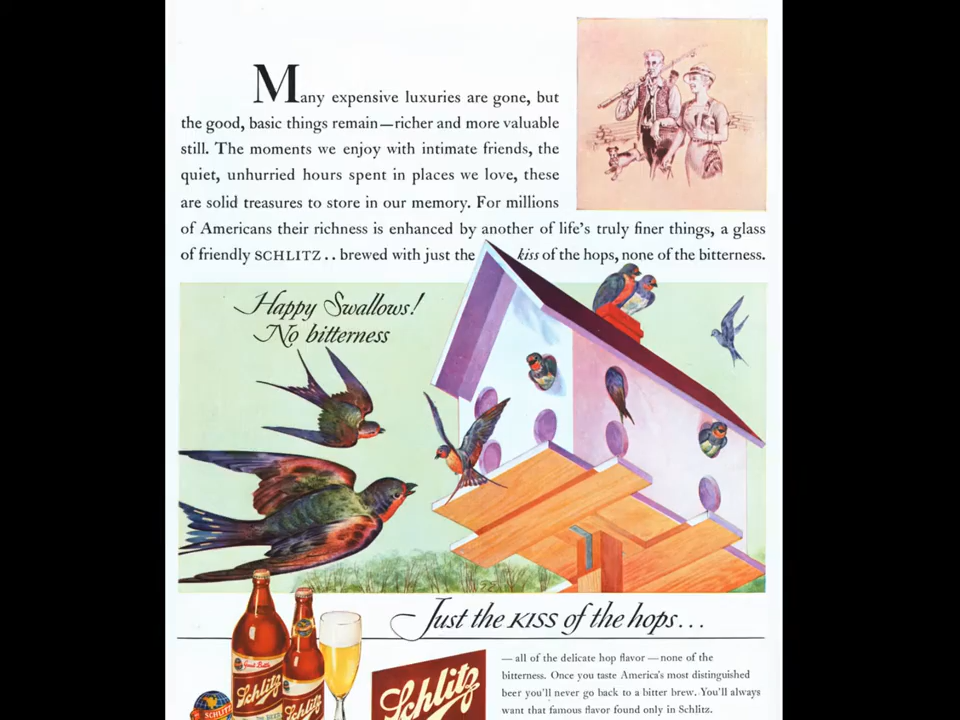 Many expensive luxuries are gone, but
the good, basic things remain—richer and more valuable
still. The moments we enjoy with intimate friends, the
quiet, unhurried hours spent in places we love, these
are solid treasures to store in our memory. For millions
of Americans their richness is enhanced by another of life's truly finer things, a glass
of friendly SCHLITZ . . brewed with just the kiss of the hops, none of the bitterness.
Happy Swallows!
No bitterness
Just the KISS of the hops...
— all of the delicate hop flavor — none of the
bitterness. Once you taste America's most distinguished
beer you'll never go back to a bitter brew. You'll always
want that famous flavor found only in Schlitz.
Schlitz
Schlitz
Schlitz
SCHLITZ